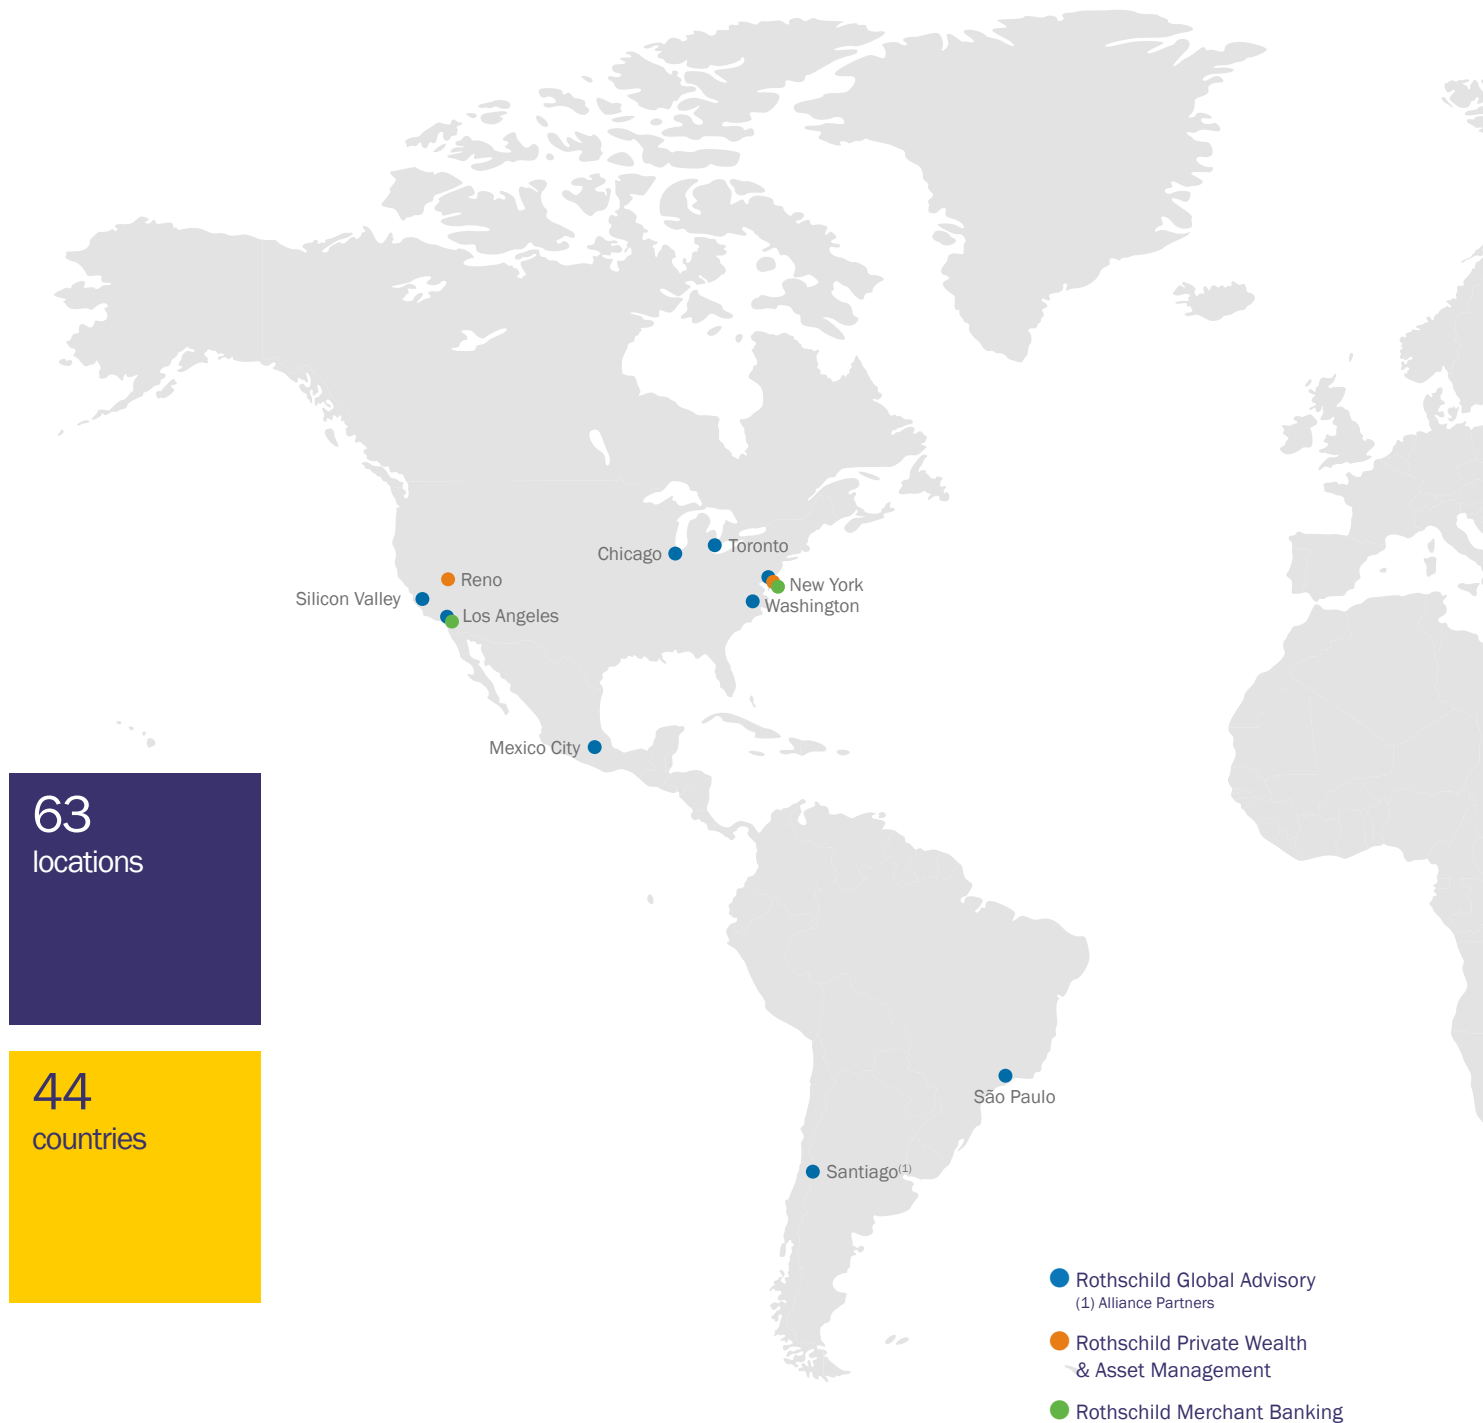 Chicago
Toronto
Reno
New York
Silicon Valley
Washington
Los Angeles
Mexico City
63
locations
44
countries
São Paulo
Santiago(1)
Rothschild Global Advisory
(1) Alliance Partners
Rothschild Private Wealth
& Asset Management
Rothschild Merchant Banking